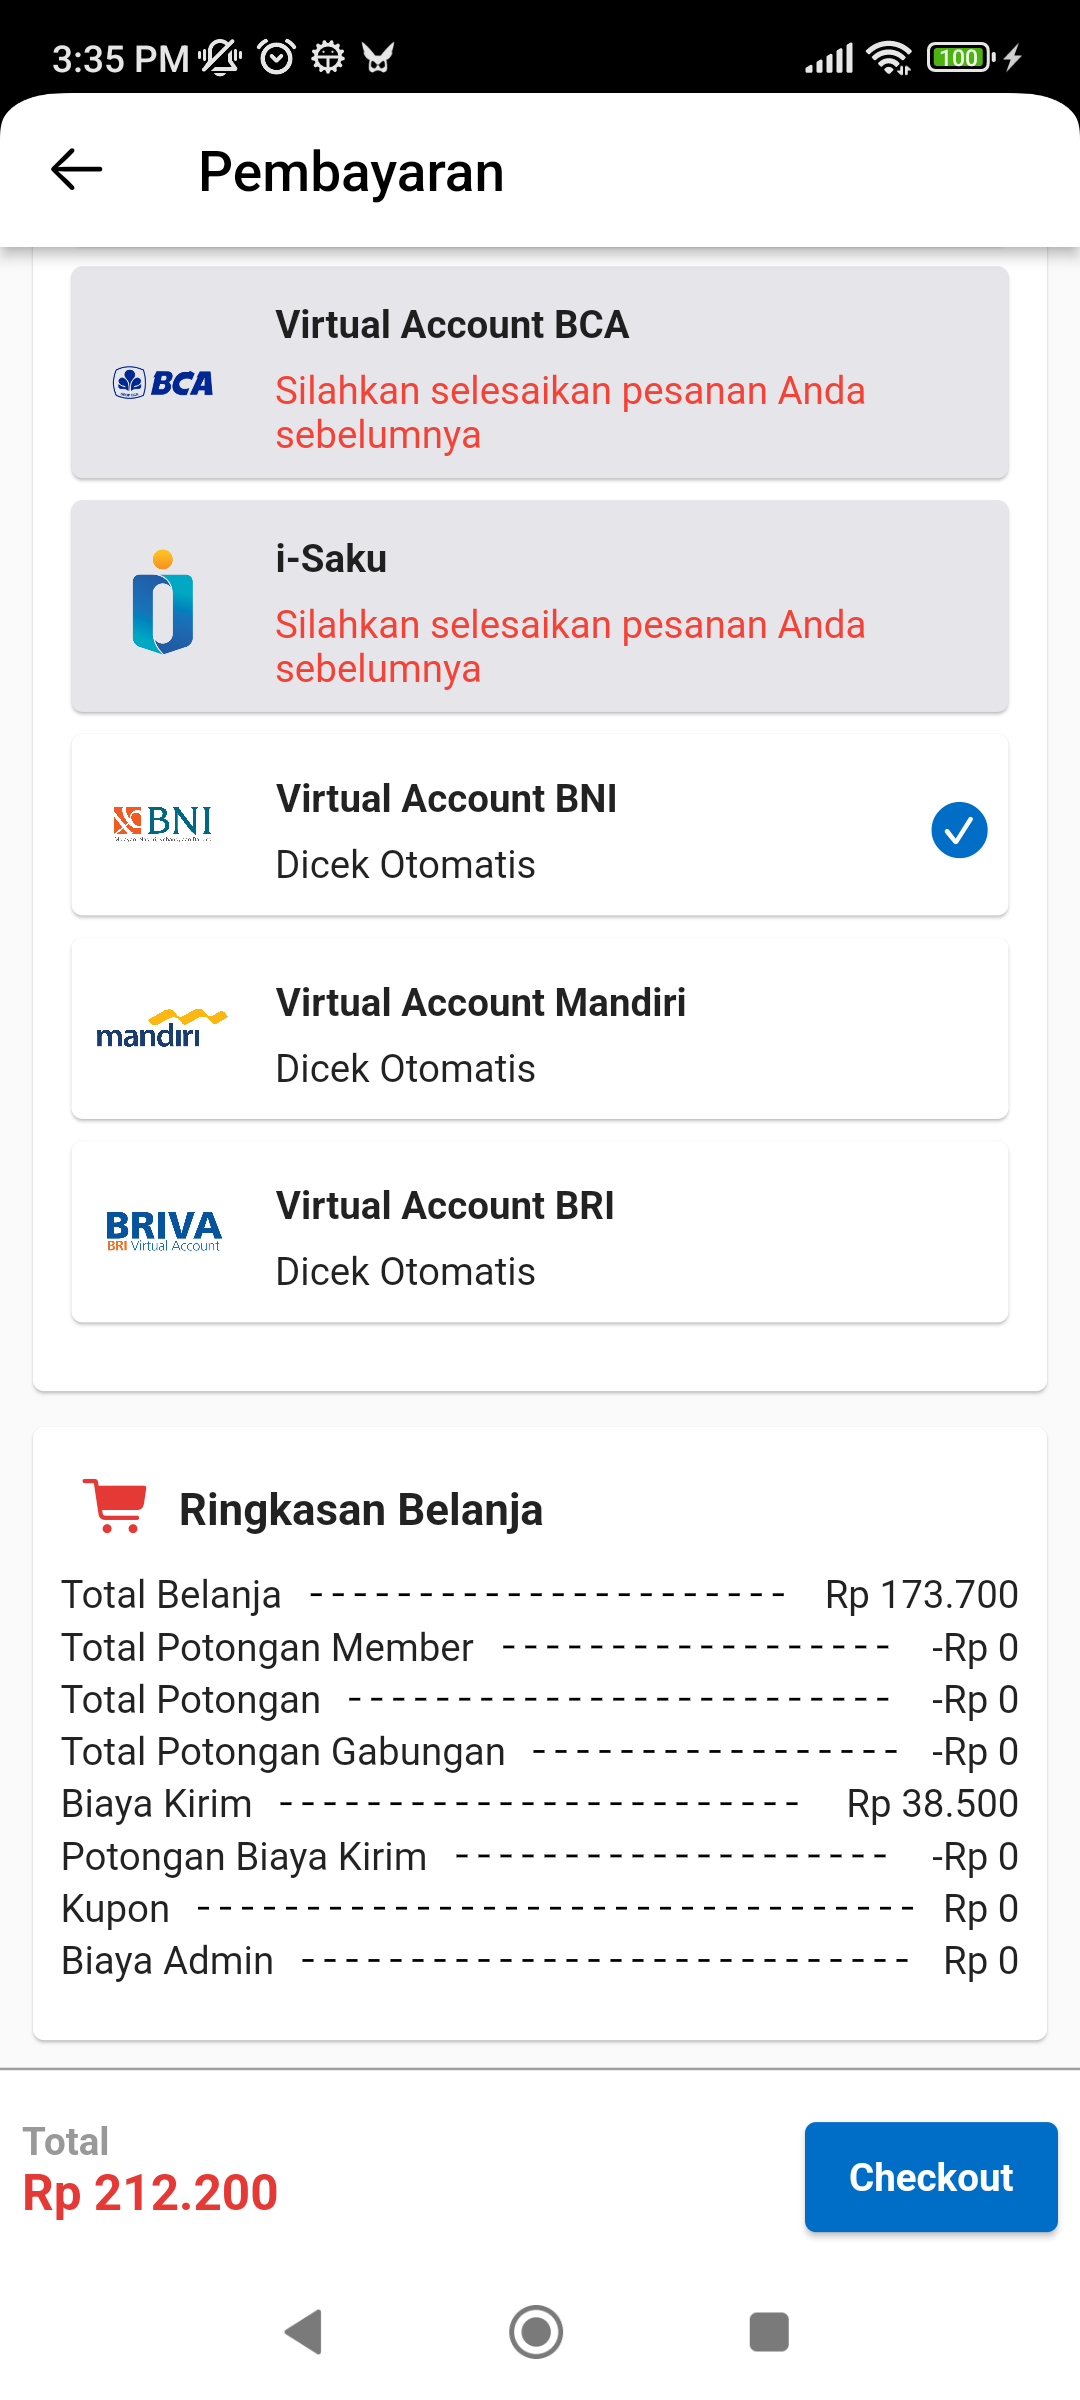 3:35 PM
100
Pembayaran
Virtual Account BCA
BCA
Silahkan selesaikan pesanan Anda
sebelumnya
i-Saku
Silahkan selesaikan pesanan Anda
sebelumnya
Virtual Account BNI
BNI
Dicek Otomatis
Virtual Account Mandiri
mandiri
Dicek Otomatis
Virtual Account BRI
BRIVA
BRI Virtual Account
Dicek Otomatis
Ringkasan Belanja
Total Belanja ---------------------- Rp 173.700
Total Potongan Member ------------------ -Rp 0
Total Potongan ------------------------- -Rp 0
Total Potongan Gabungan ----------------- -Rp 0
Biaya Kirim ------------------------ Rp 38.500
Potongan Biaya Kirim -------------------- -Rp 0
Kupon --------------------------------- Rp 0
Biaya Admin ---------------------------- Rp 0
Total
Rp 212.200
Checkout